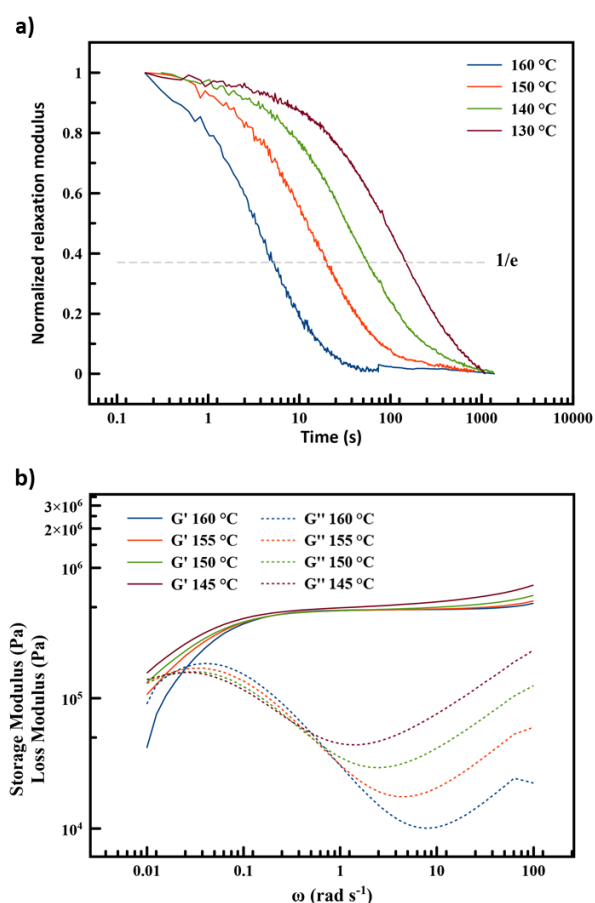 a)
Normalized relaxation modulus
1
0.8
0.6
0.4
0.2
0
160 °C
150 °C
140 °C
130 °C
1/e
0.1 1 10 100 1000 10000
Time (s)
b)
Storage Modulus (Pa)
Loss Modulus (Pa)
3×10⁶
2×10⁶
10⁶
10⁵
10⁴
G' 160 °C G'' 160 °C
G' 155 °C G'' 155 °C
G' 150 °C G'' 150 °C
G' 145 °C G'' 145 °C
0.01 0.1 1 10 100
ω (rad s⁻¹)